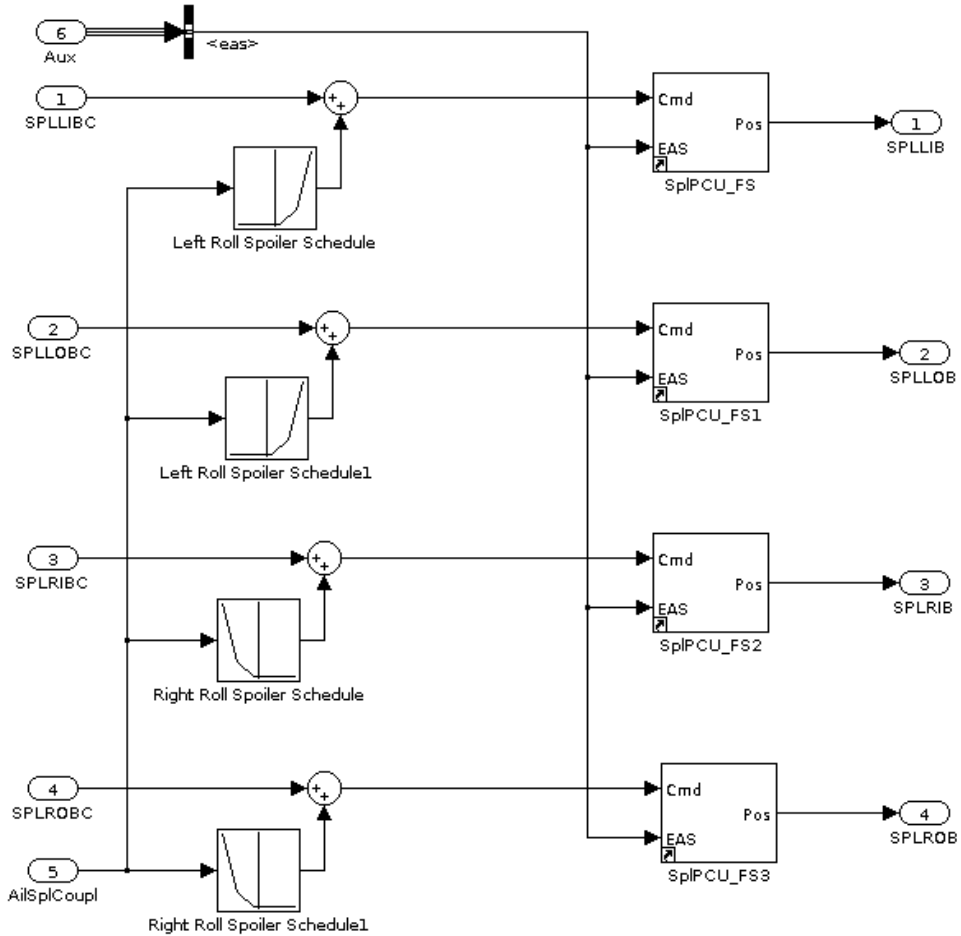 6
Aux
<eas>
1
SPLLIBC
+
+
Cmd
EAS
Pos
SplPCU_FS
1
SPLLIB
Left Roll Spoiler Schedule
2
SPLLOBC
+
+
Cmd
EAS
Pos
SplPCU_FS1
2
SPLLOB
Left Roll Spoiler Schedule1
3
SPLRIBC
+
+
Cmd
EAS
Pos
SplPCU_FS2
3
SPLRIB
Right Roll Spoiler Schedule
4
SPLROBC
+
+
Cmd
EAS
Pos
SplPCU_FS3
4
SPLROB
5
AilSplCoupl
Right Roll Spoiler Schedule1